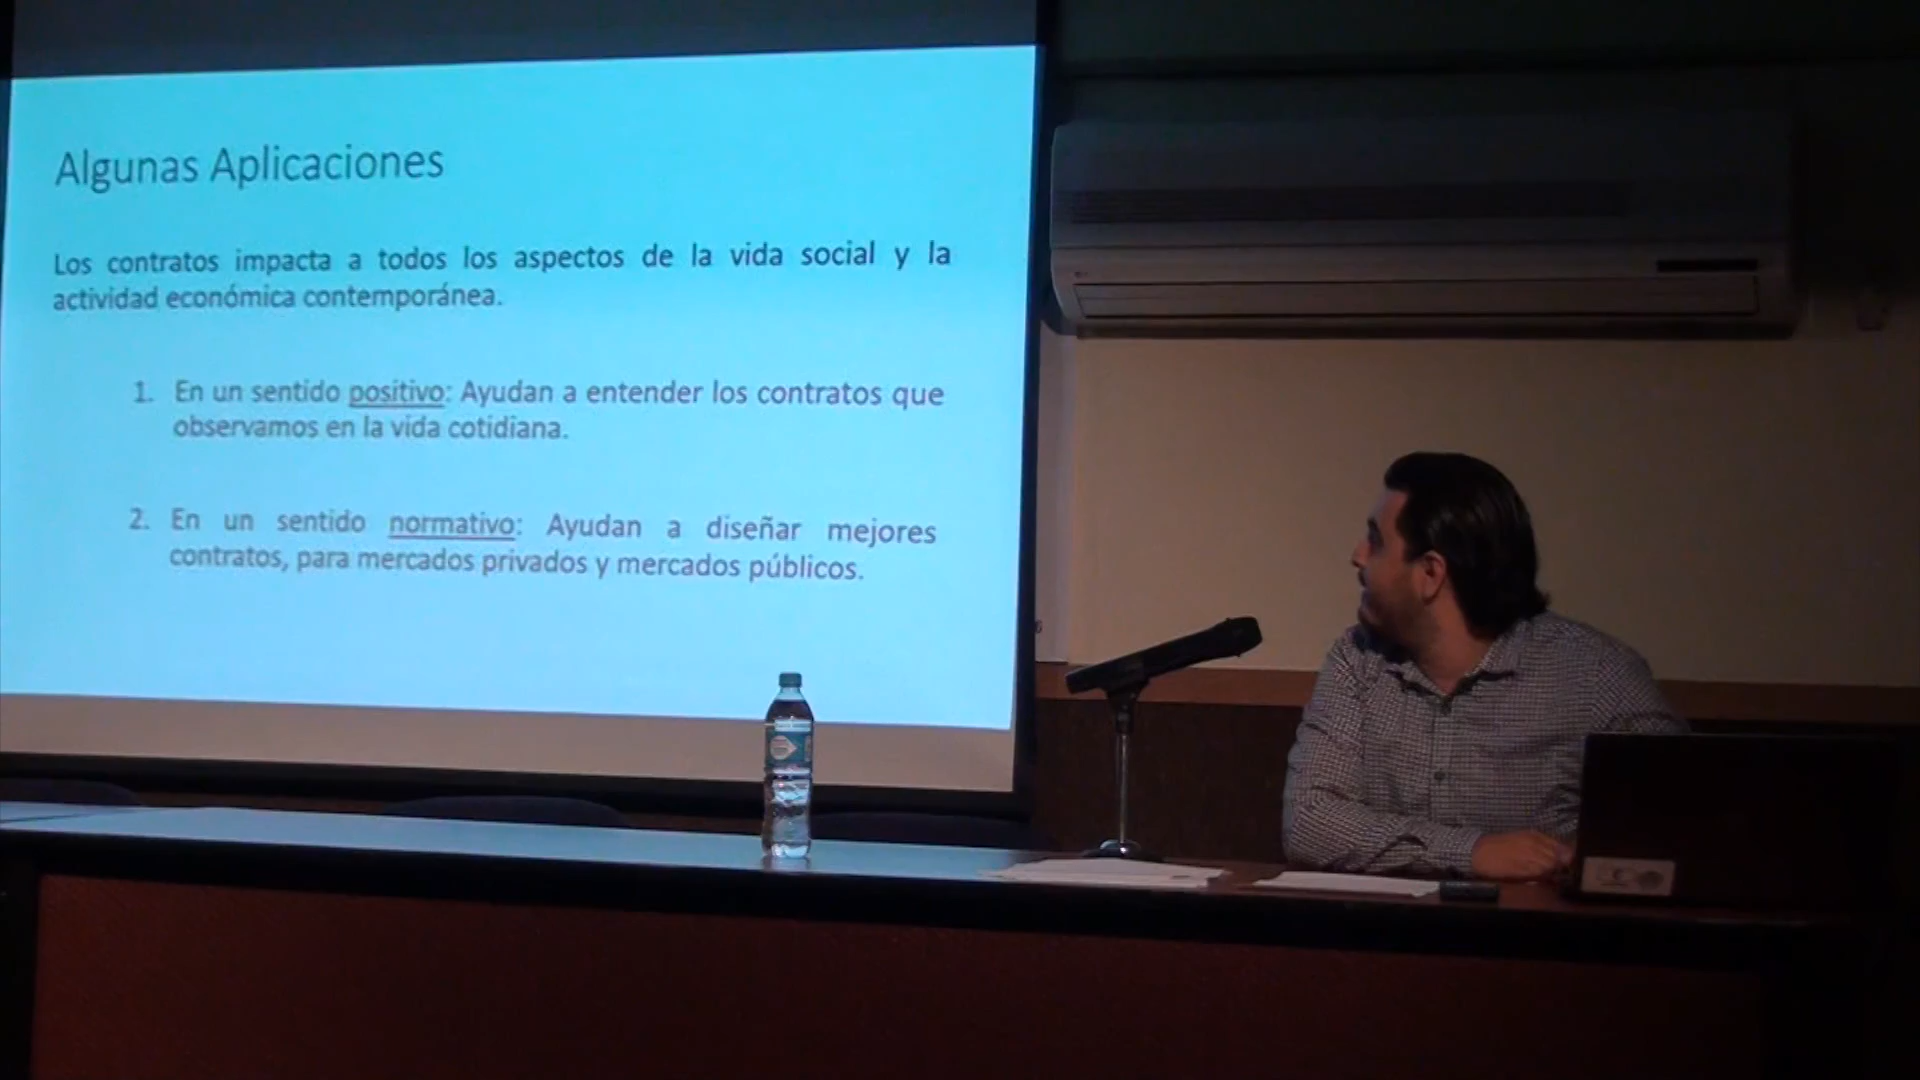 Algunas Aplicaciones
Los contratos impacta a todos los aspectos de la vida social y la
actividad económica contemporánea.
1. En un sentido positivo: Ayudan a entender los contratos que
observamos en la vida cotidiana.
2. En un sentido normativo: Ayudan a diseñar mejores
contratos, para mercados privados y mercados públicos.